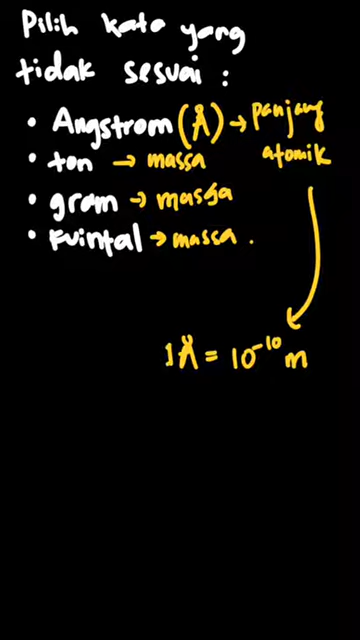 Pilih kata yang
tidak sesuai :
• Angstrom (Å) → panjang
atomik
• ton → massa
• gram → massa
• kuintal → massa .
1Å = 10⁻¹⁰ m